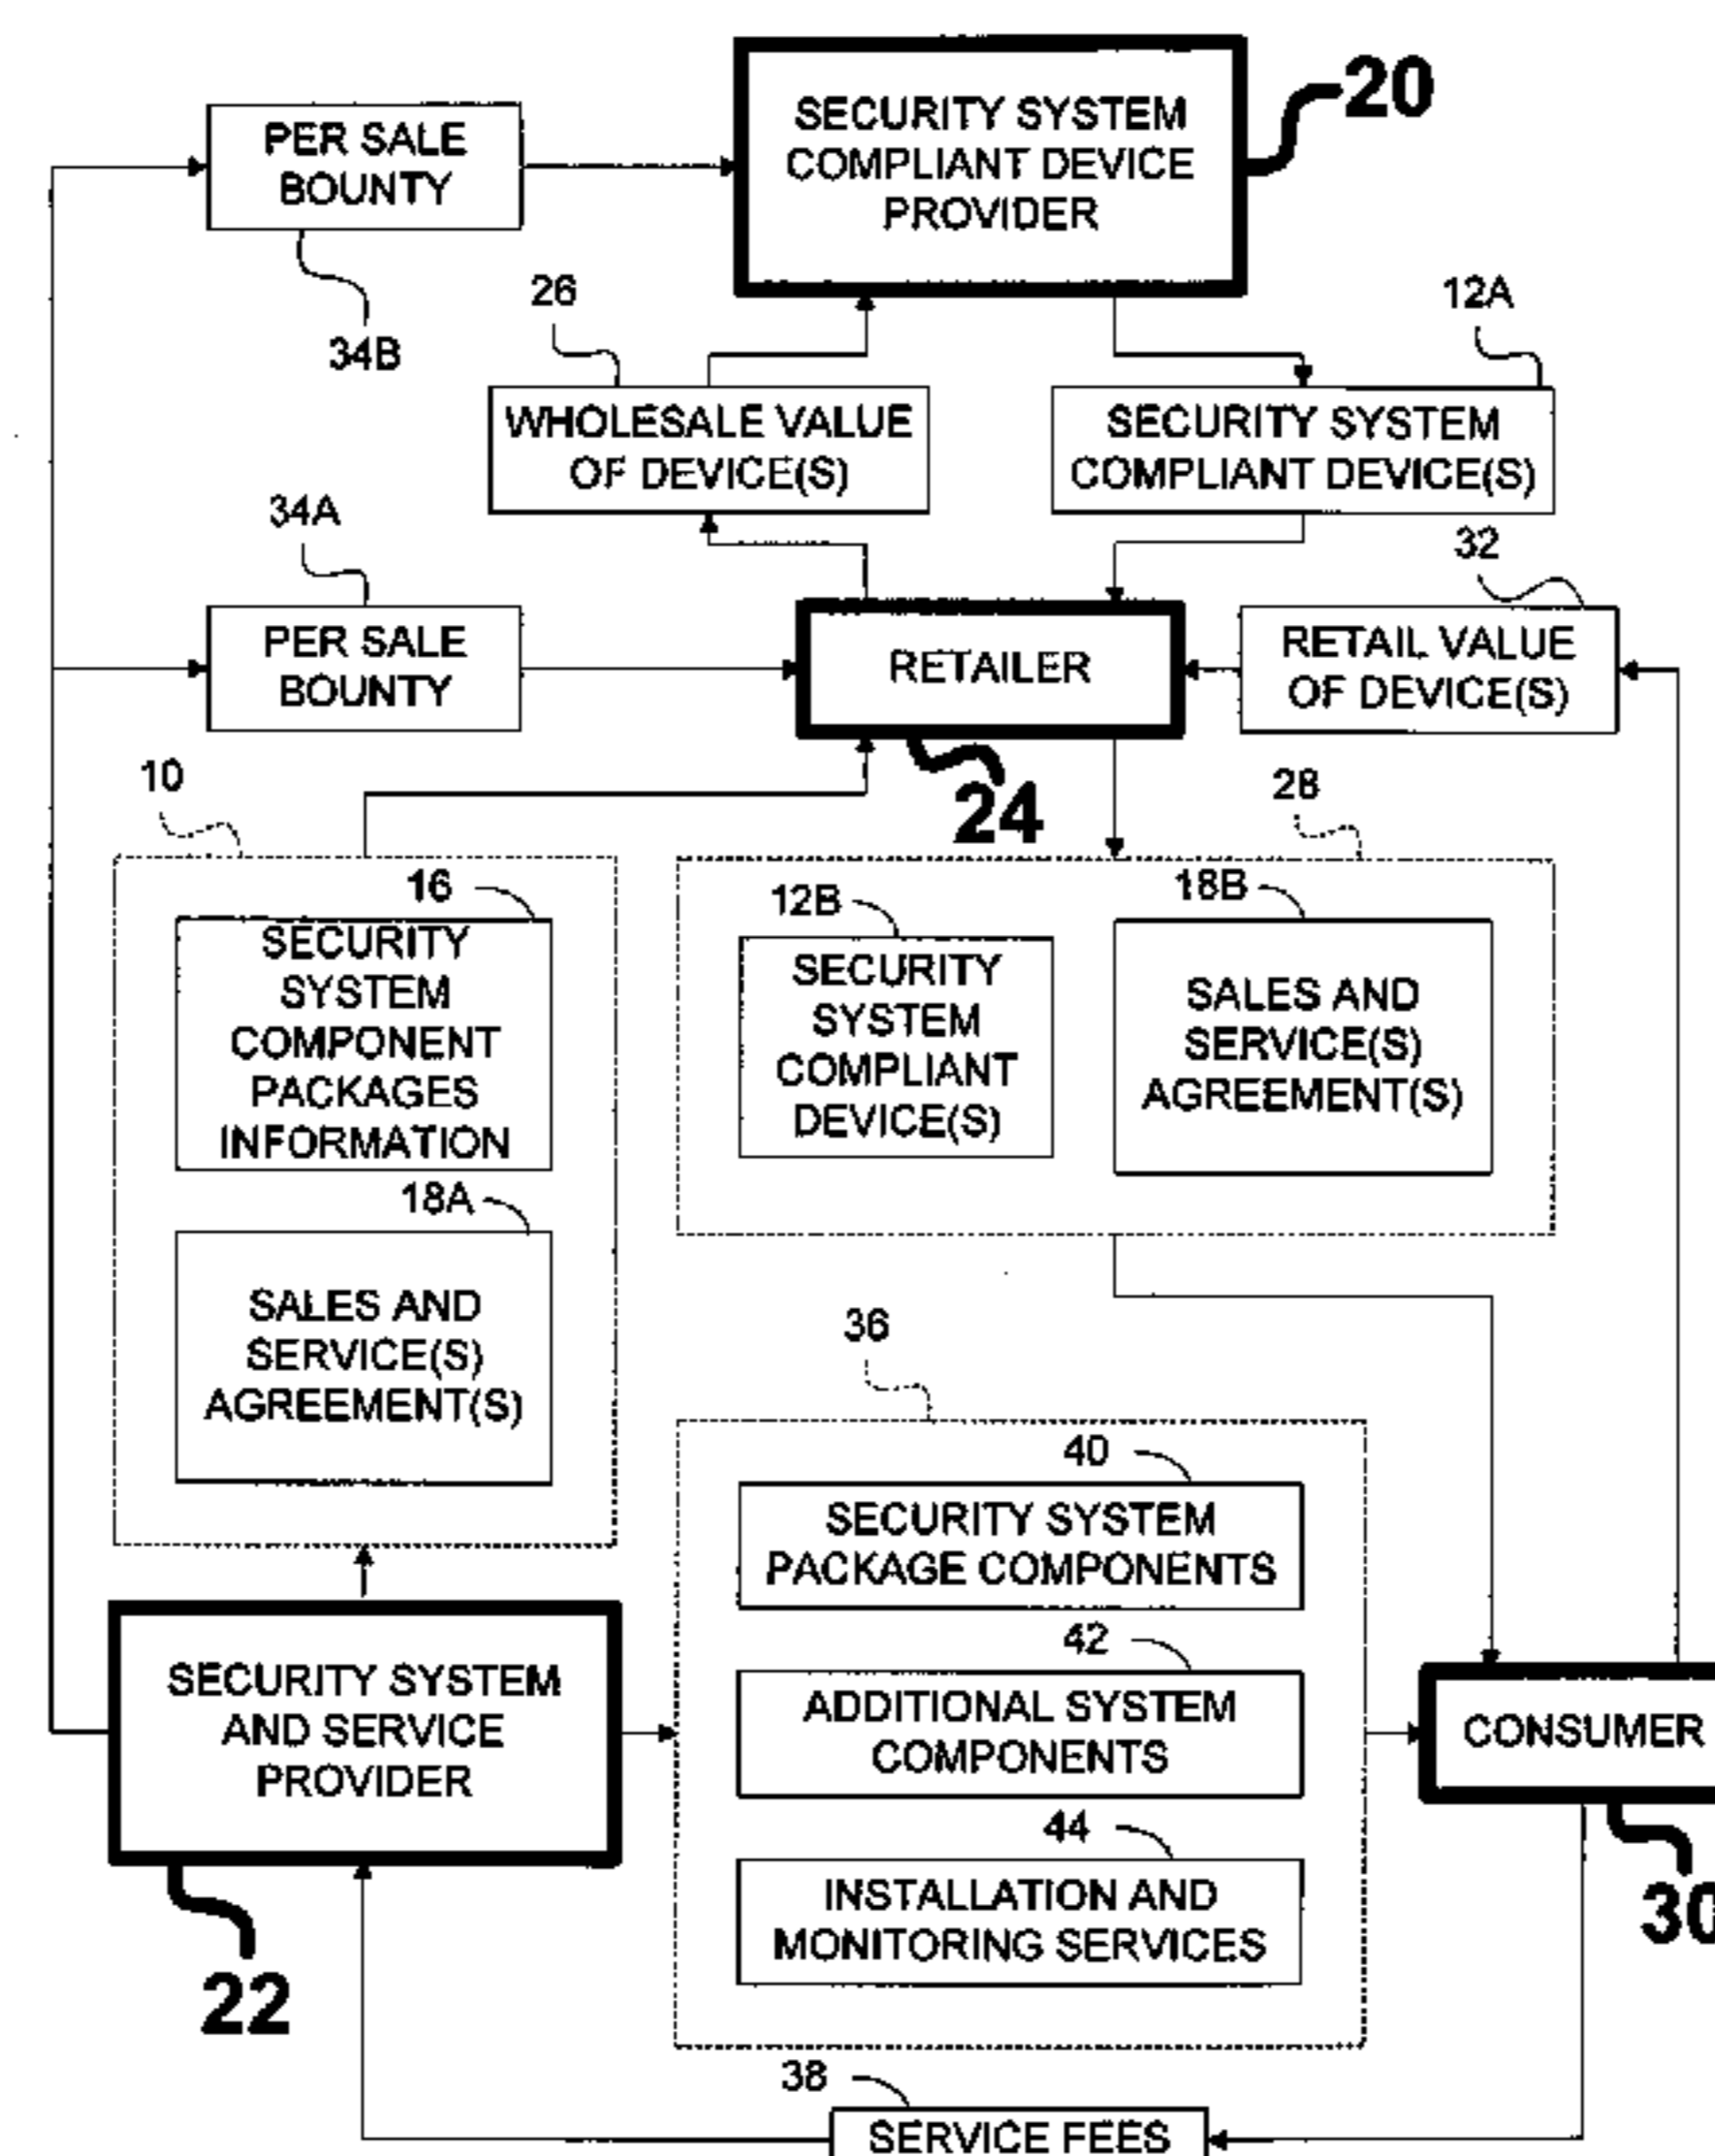 20
PER SALE
BOUNTY
34B
SECURITY SYSTEM
COMPLIANT DEVICE
PROVIDER
26
12A
WHOLESALE VALUE
OF DEVICE(S)
SECURITY SYSTEM
COMPLIANT DEVICE(S)
34A
32
PER SALE
BOUNTY
RETAILER
RETAIL VALUE
OF DEVICE(S)
24
10
28
16
SECURITY
SYSTEM
COMPONENT
PACKAGES
INFORMATION
12B
SECURITY
SYSTEM
COMPLIANT
DEVICE(S)
18B
SALES AND
SERVICE(S)
AGREEMENT(S)
18A
SALES AND
SERVICE(S)
AGREEMENT(S)
36
40
SECURITY SYSTEM
PACKAGE COMPONENTS
42
ADDITIONAL SYSTEM
COMPONENTS
44
INSTALLATION AND
MONITORING SERVICES
SECURITY SYSTEM
AND SERVICE
PROVIDER
22
CONSUMER
30
38
SERVICE FEES